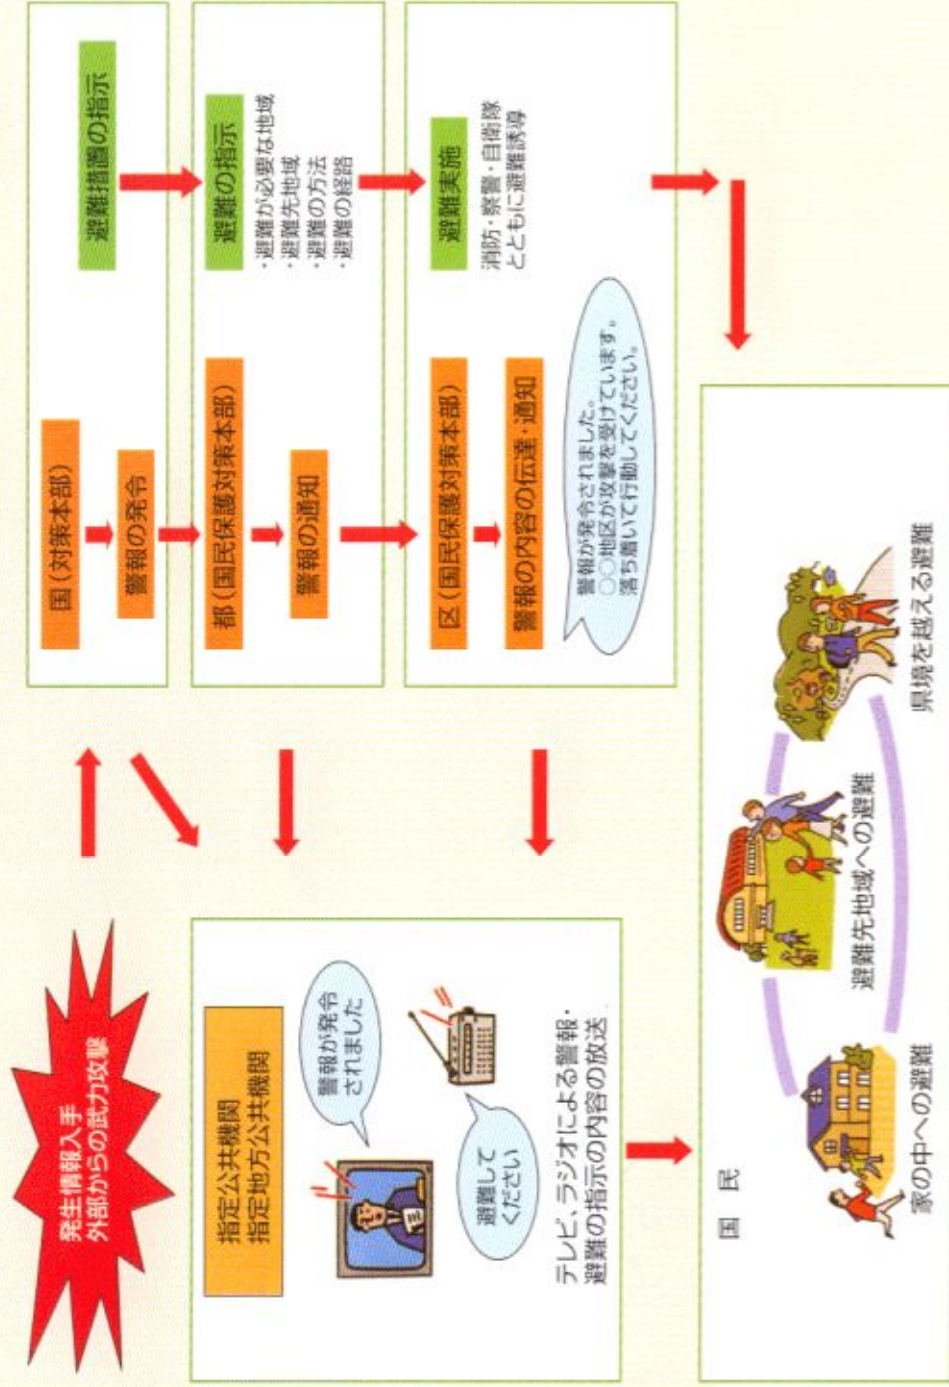 発生情報入手
外部からの武力攻撃
国（対策本部）
警報の発令
避難措置の指示
都（国民保護対策本部）
警報の通知
避難の指示
・避難が必要な地域
・避難先地域
・避難の方法
・避難の経路
区（国民保護対策本部）
警報の内容の伝達・通知
警報が発令されました。
○○地区が攻撃を受けています。
落ち着いて行動してください。
避難実施
消防・察警・自衛隊
とともに避難誘導
指定公共機関
指定地方公共機関
警報が発令
されました
避難して
ください
テレビ、ラジオによる警報・
避難の指示の内容の放送
国　民
家の中への避難
避難先地域への避難
県境を越える避難